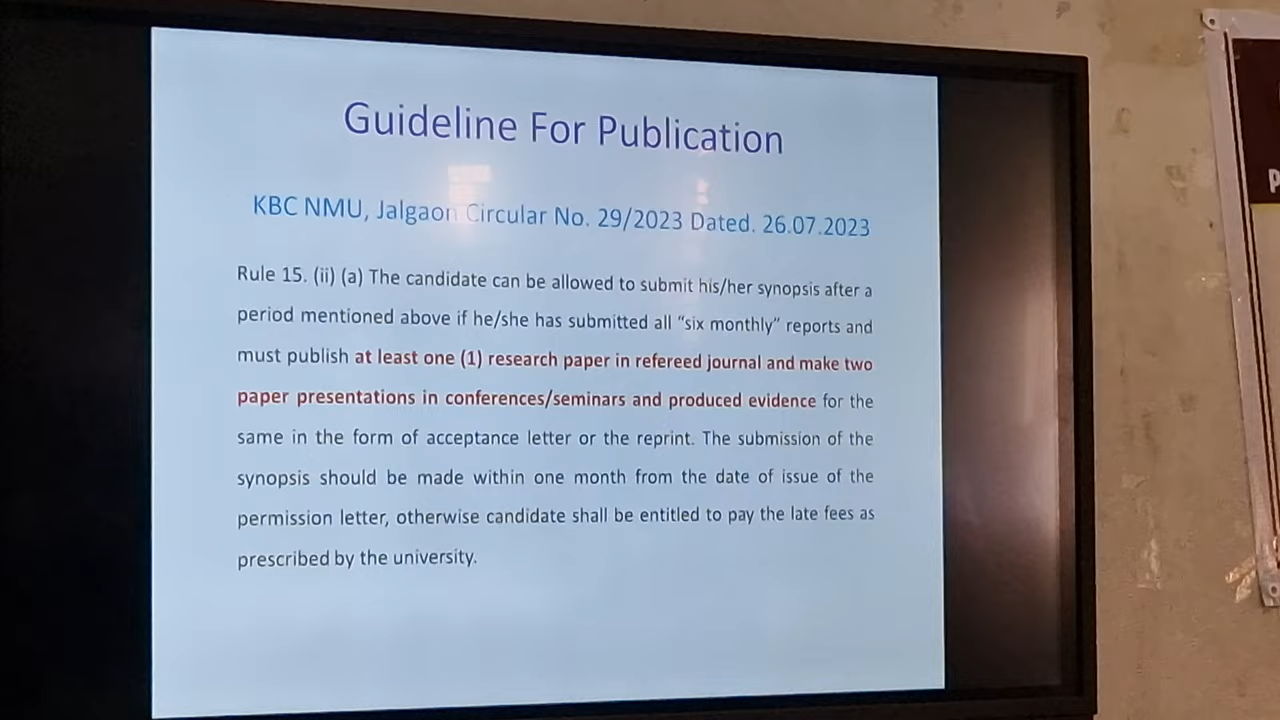 Guideline For Publication
KBC NMU, Jalgaon Circular No. 29/2023 Dated. 26.07.2023
Rule 15. (ii) (a) The candidate can be allowed to submit his/her synopsis after a
period mentioned above if he/she has submitted all “six monthly” reports and
must publish at least one (1) research paper in refereed journal and make two
paper presentations in conferences/seminars and produced evidence for the
same in the form of acceptance letter or the reprint. The submission of the
synopsis should be made within one month from the date of issue of the
permission letter, otherwise candidate shall be entitled to pay the late fees as
prescribed by the university.
P